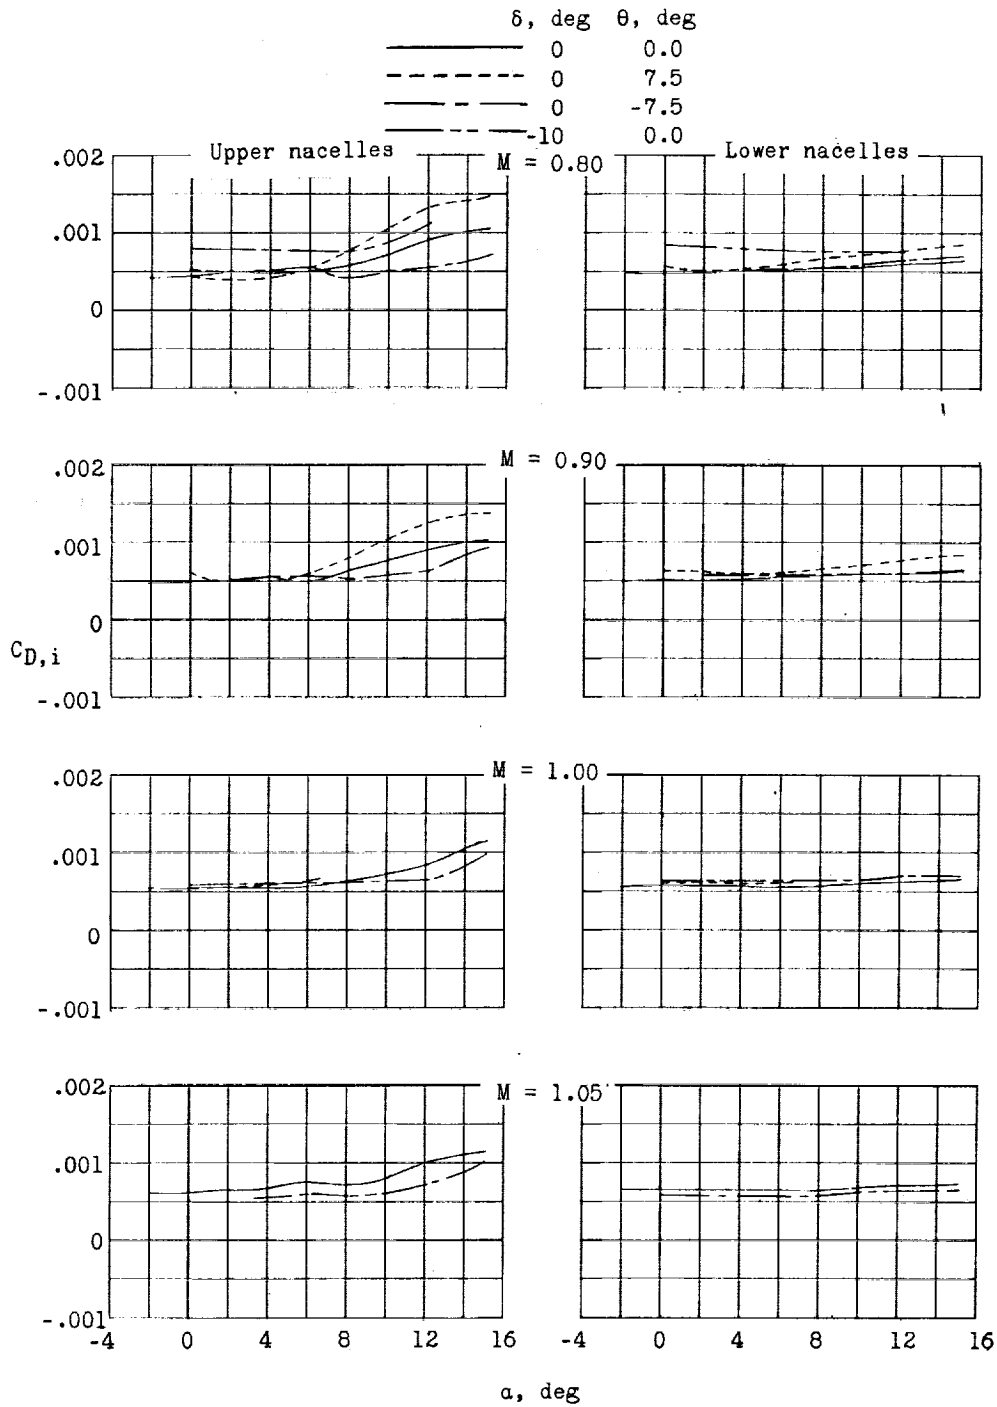 δ, deg θ, deg
0 0.0
0 7.5
0 -7.5
-10 0.0
Upper nacelles
M = 0.80
Lower nacelles
.002
.001
0
-.001
M = 0.90
.002
.001
0
-.001
C_D,i
M = 1.00
.002
.001
0
-.001
M = 1.05
.002
.001
0
-.001
-4 0 4 8 12 16
-4 0 4 8 12 16
α, deg